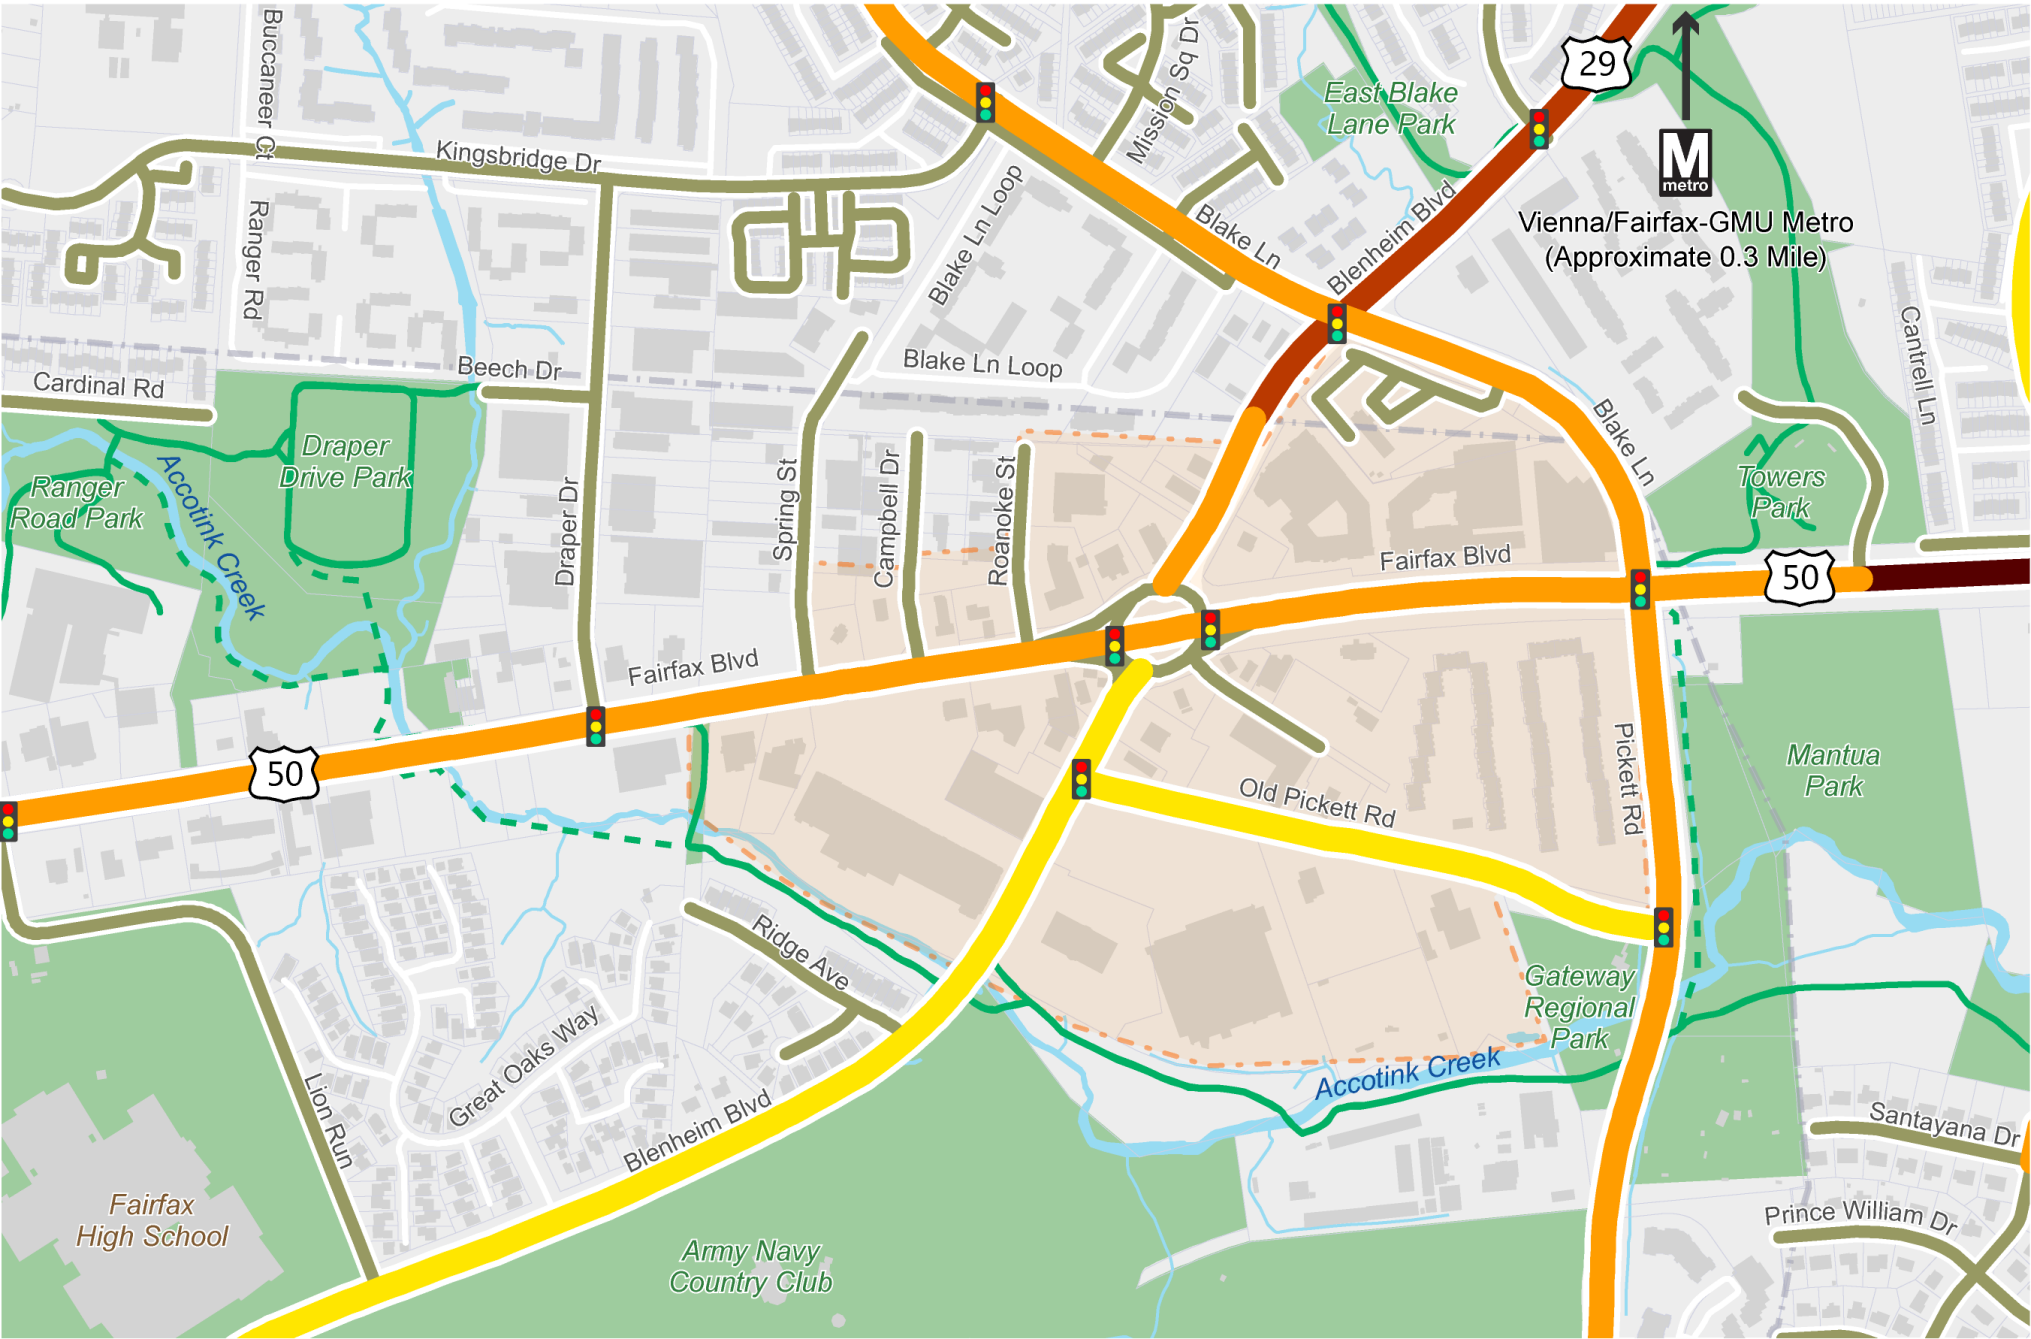 Buccaneer Ct
Mission Sq Dr
29
East Blake
Lane Park
M
metro
Kingsbridge Dr
Vienna/Fairfax-GMU Metro
(Approximate 0.3 Mile)
Ranger Rd
Blake Ln Loop
Blake Ln
Blenheim Blvd
Cantrell Ln
Cardinal Rd
Beech Dr
Blake Ln Loop
Blake Ln
Draper
Drive Park
Ranger
Road Park
Accotink Creek
Draper Dr
Spring St
Campbell Dr
Roanoke St
Towers
Park
Fairfax Blvd
50
Fairfax Blvd
50
Pickett Rd
Mantua
Park
Old Pickett Rd
Ridge Ave
Gateway
Regional
Park
Great Oaks Way
Accotink Creek
Lion Run
Blenheim Blvd
Santayana Dr
Fairfax
High School
Prince William Dr
Army Navy
Country Club